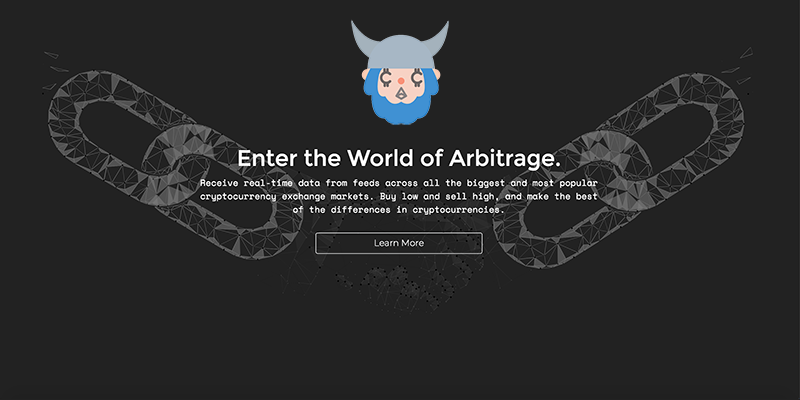 Enter the World of Arbitrage.
Receive real-time data from feeds across all the biggest and most popular
cryptocurrency exchange markets. Buy low and sell high, and make the best
of the differences in cryptocurrencies.
Learn More